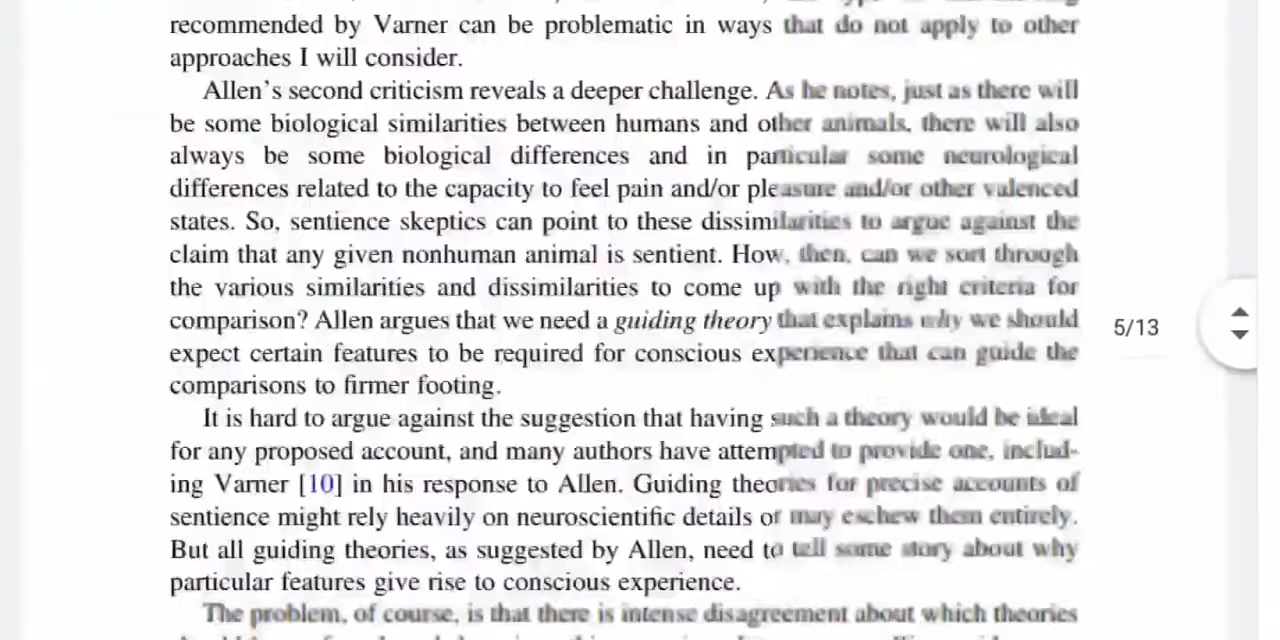 recommended by Varner can be problematic in ways that do not apply to other
approaches I will consider.
Allen's second criticism reveals a deeper challenge. As he notes, just as there will
be some biological similarities between humans and other animals, there will also
always be some biological differences and in particular some neurological
differences related to the capacity to feel pain and/or pleasure and/or other valenced
states. So, sentience skeptics can point to these dissimilarities to argue against the
claim that any given nonhuman animal is sentient. How, then, can we sort through
the various similarities and dissimilarities to come up with the right criteria for
comparison? Allen argues that we need a guiding theory that explains why we should
expect certain features to be required for conscious experience that can guide the
comparisons to firmer footing.
It is hard to argue against the suggestion that having such a theory would be ideal
for any proposed account, and many authors have attempted to provide one, includ-
ing Varner [10] in his response to Allen. Guiding theories for precise accounts of
sentience might rely heavily on neuroscientific details or may eschew them entirely.
But all guiding theories, as suggested by Allen, need to tell some story about why
particular features give rise to conscious experience.
The problem, of course, is that there is intense disagreement about which theories
5/13